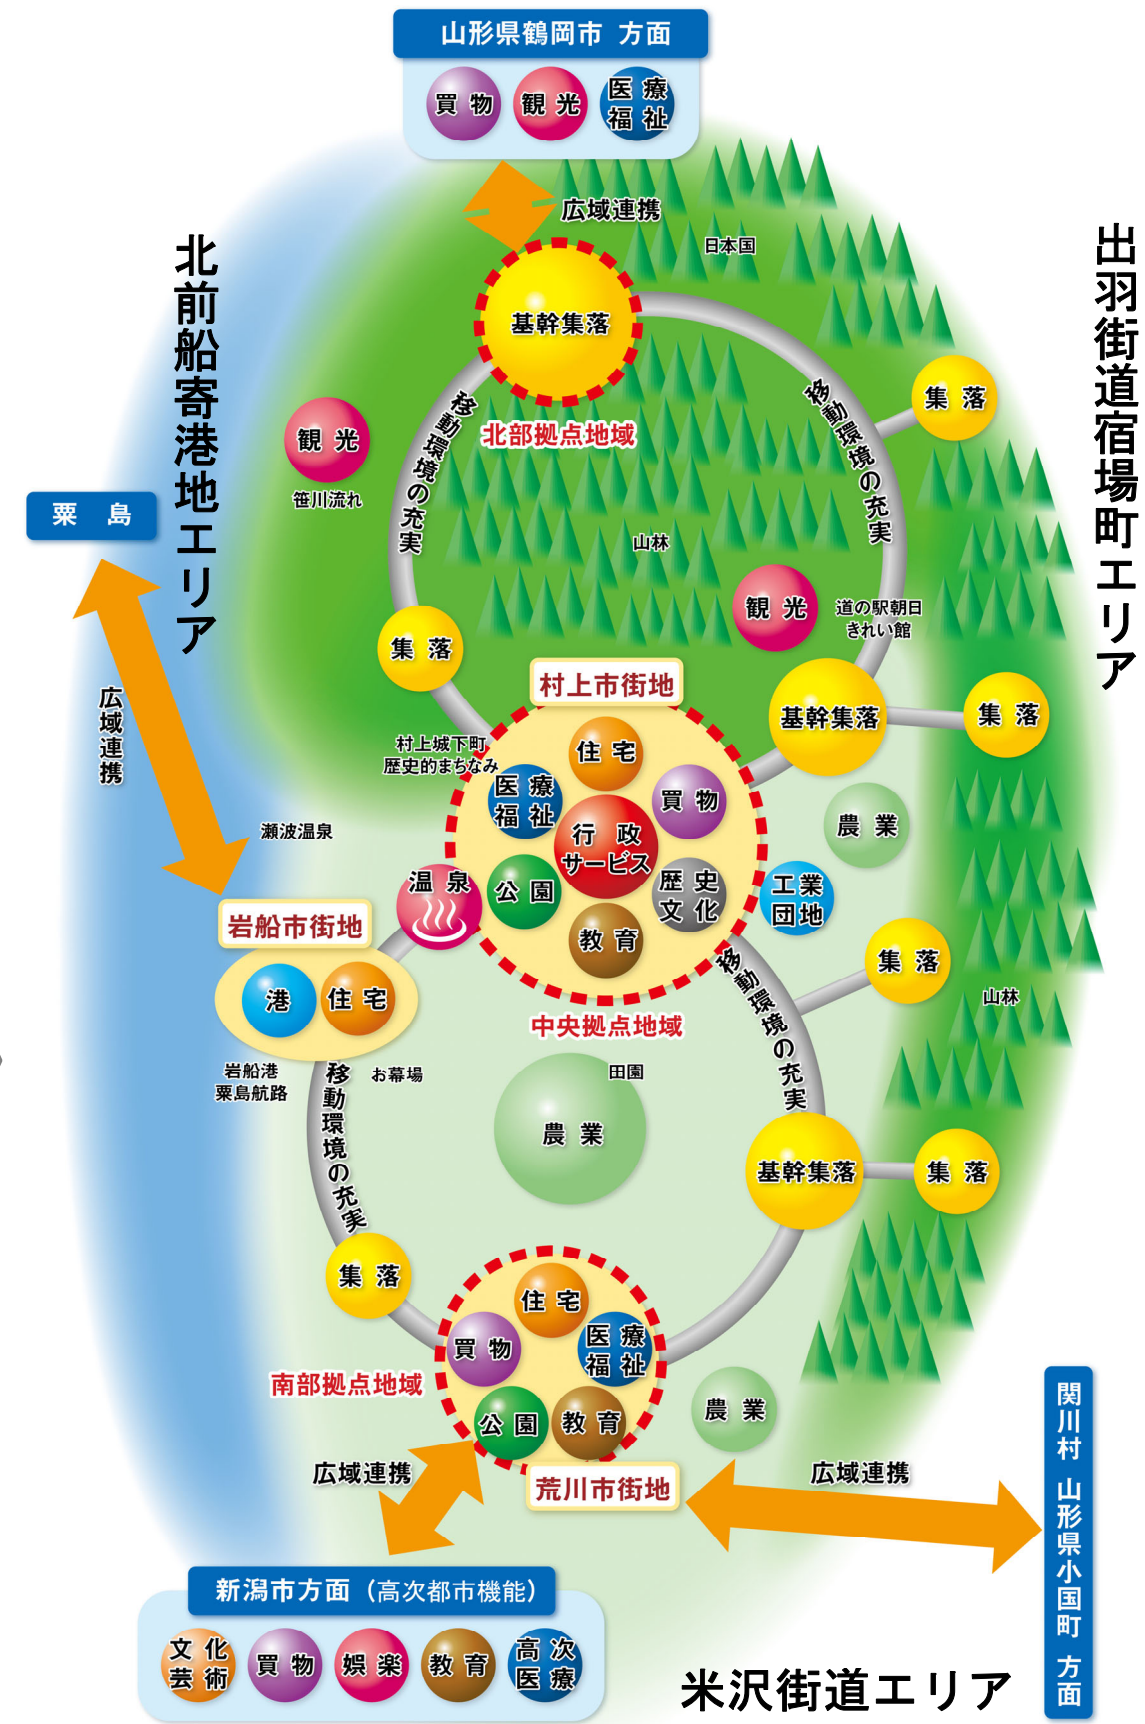 山形県鶴岡市 方面
買物
観光
医療
福祉
広域連携
日本国
北前船寄港地エリア
出羽街道宿場町エリア
基幹集落
北部拠点地域
移動環境の充実
移動環境の充実
集落
観光
笹川流れ
粟島
山林
観光
道の駅朝日
きれい館
集落
広域連携
村上市街地
基幹集落
集落
村上城下町
歴史的まちなみ
住宅
医療
福祉
買物
行政
サービス
公園
歴史
文化
教育
農業
工業
団地
瀬波温泉
温泉
岩船市街地
港
住宅
岩船港
粟島航路
お幕場
中央拠点地域
移動環境の充実
集落
山林
移動環境の充実
田園
農業
基幹集落
集落
集落
住宅
買物
医療
福祉
公園
教育
南部拠点地域
農業
荒川市街地
広域連携
広域連携
関川村 山形県小国町 方面
新潟市方面（高次都市機能）
文化
芸術
買物
娯楽
教育
高次
医療
米沢街道エリア